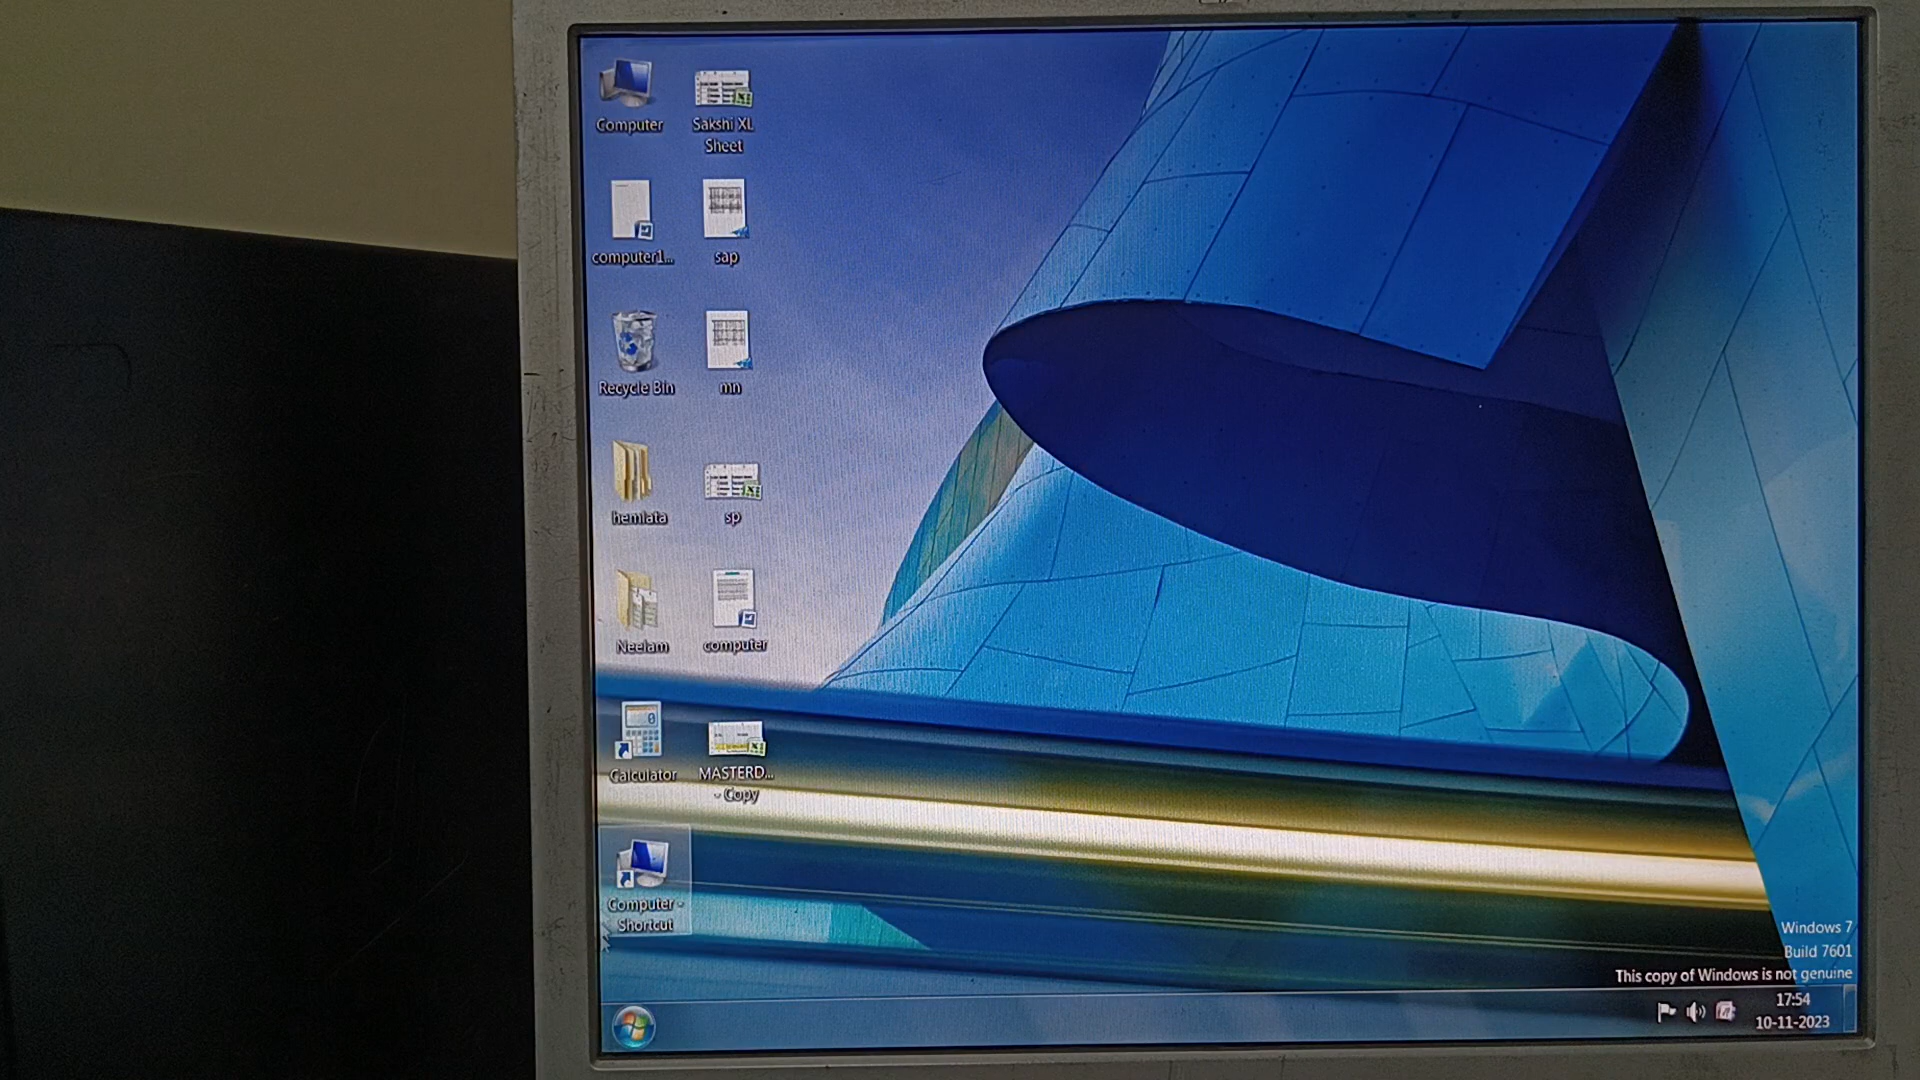 Computer
Sakshi XL
Sheet
computer1...
sap
Recycle Bin
mn
hemlata
sp
Neelam
computer
Calculator
MASTERD...
- Copy
Computer -
Shortcut
Windows 7
Build 7601
This copy of Windows is not genuine
17:54
10-11-2023